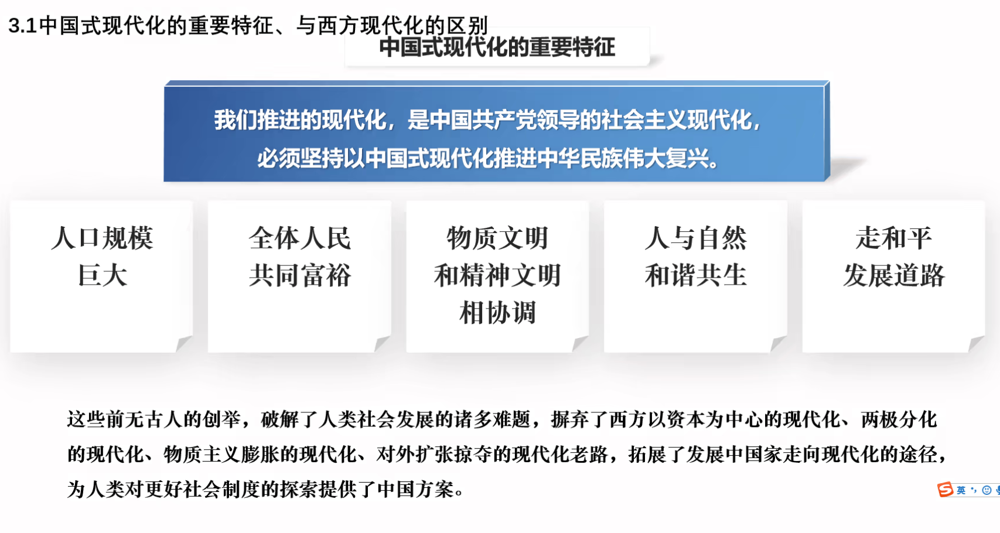 3.1中国式现代化的重要特征、与西方现代化的区别
中国式现代化的重要特征
我们推进的现代化，是中国共产党领导的社会主义现代化，
必须坚持以中国式现代化推进中华民族伟大复兴。
人口规模
巨大
全体人民
共同富裕
物质文明
和精神文明
相协调
人与自然
和谐共生
走和平
发展道路
这些前无古人的创举，破解了人类社会发展的诸多难题，摒弃了西方以资本为中心的现代化、两极分化
的现代化、物质主义膨胀的现代化、对外扩张掠夺的现代化老路，拓展了发展中国家走向现代化的途径，
为人类对更好社会制度的探索提供了中国方案。
英